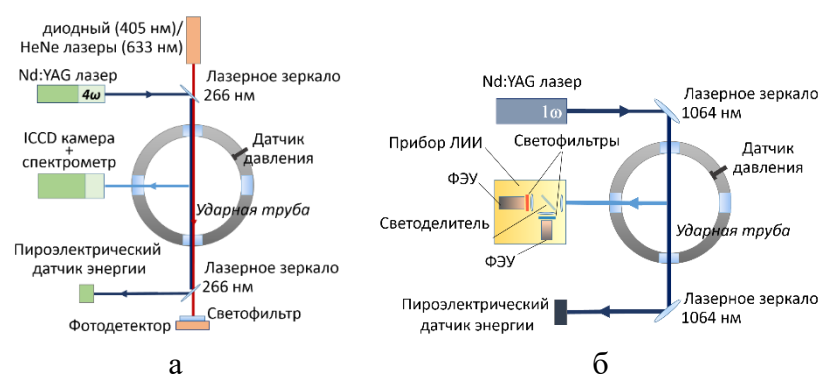 диодный (405 нм)/
HeNe лазеры (633 нм)
Nd:YAG лазер
4ω
Лазерное зеркало
266 нм
ICCD камера
+
спектрометр
Датчик
давления
Ударная труба
Пироэлектрический
датчик энергии
Лазерное зеркало
266 нм
Светофильтр
Фотодетектор
а
Nd:YAG лазер
1ω
Лазерное зеркало
1064 нм
Прибор ЛИИ
Светофильтры
Датчик
давления
ФЭУ
Светоделитель
ФЭУ
Ударная труба
Пироэлектрический
датчик энергии
Лазерное зеркало
1064 нм
б